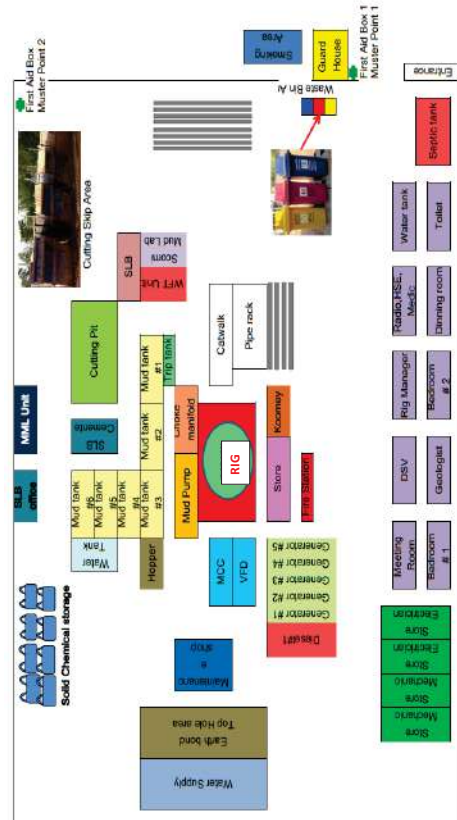 First Aid Box
Muster Point 2
Smoking
Area
Guard
House
First Aid Box 1
Muster Point 1
Waste Bin
Entrance
Cutting Skip Area
SLB
Scomi
Mud Lab
WFT Unit
Cutting Pit
MML Unit
SLB
office
SLB
Cemente
Mud tank
#1
Trip tank
Mud tank
#2
Mud tank
#6
Mud tank
#5
Mud tank
#4
Mud tank
#3
Water
Tank
Hopper
Solid Chemical storage
Choke
manifold
Mud Pump
RIG
Catwalk
Pipe rack
Koomey
Store
Fire Station
MCC
VFD
Generator #5
Generator #4
Generator #3
Generator #2
Generator #1
Diesel#1
Maintenanc
e
shop
Earth bond
Top Hole area
Water Supply
Septic tank
Water tank
Toilet
Radio,HSE,
Medic
Dinning room
Rig Manager
Bedroom
# 2
DSV
Geologist
Meeting
Room
Bedroom
# 1
Electrician
Store
Electrician
Store
Mechanic
Store
Mechanic
Store